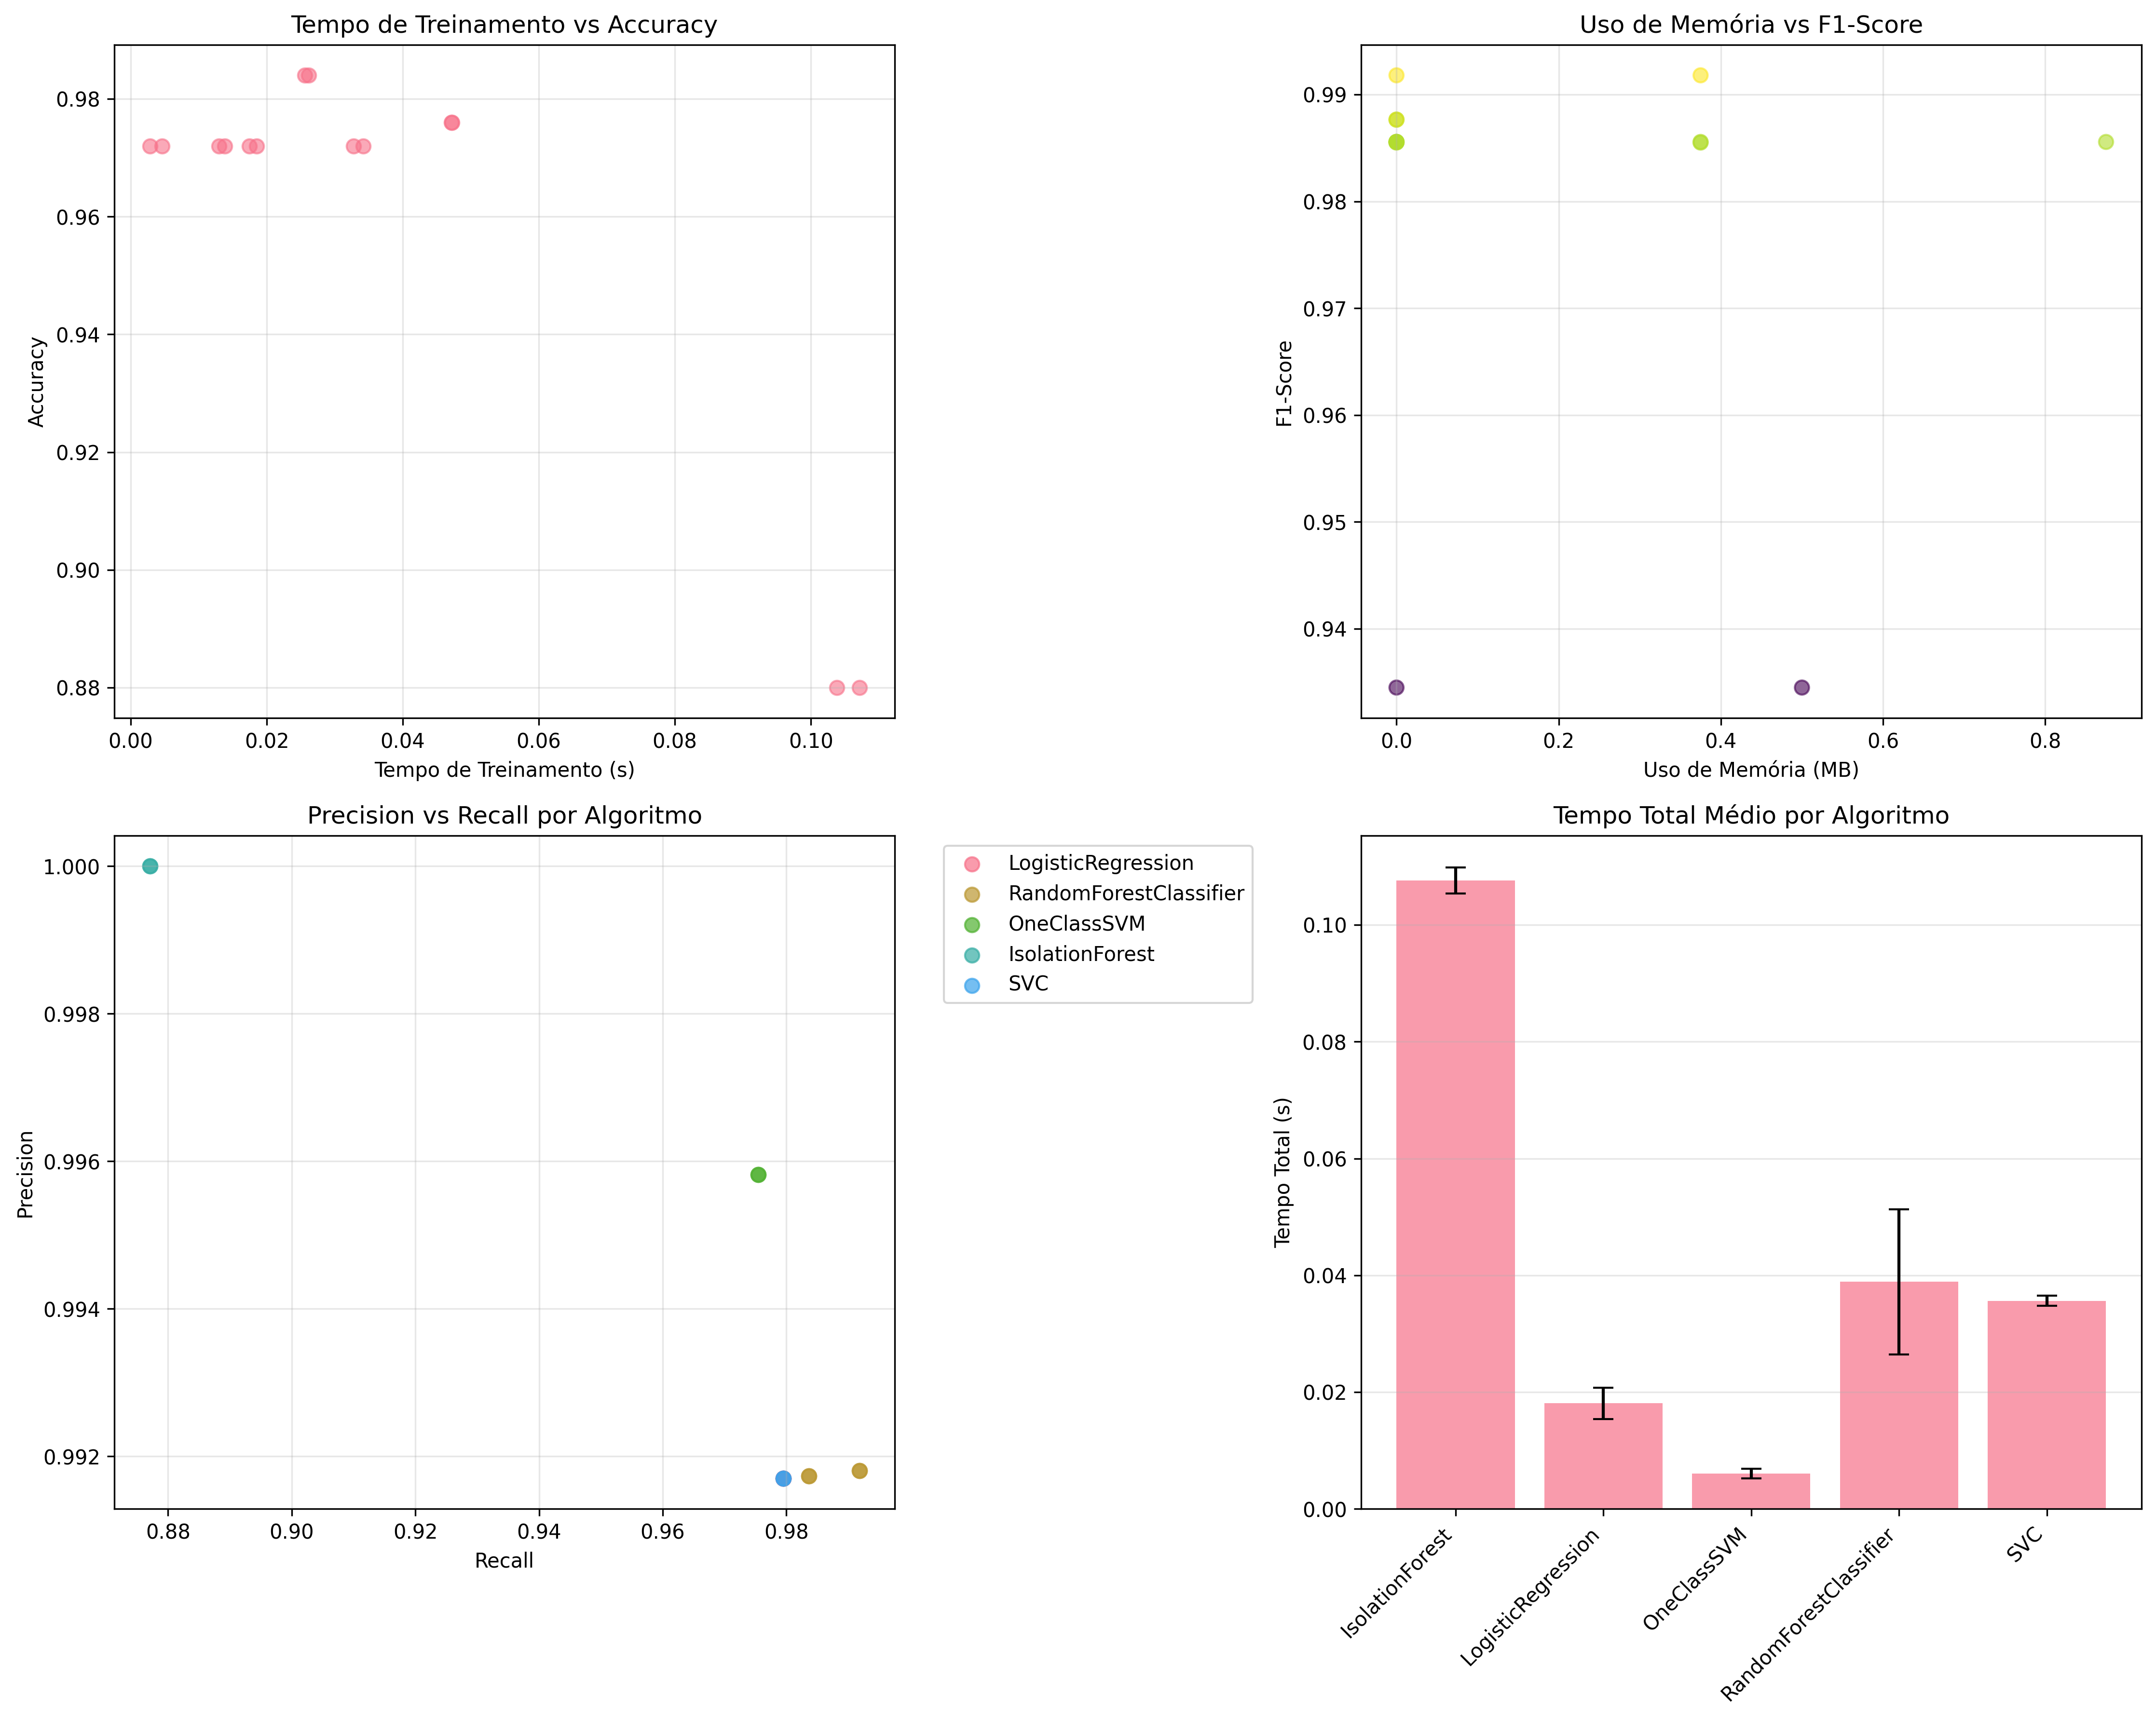 Tempo de Treinamento vs Accuracy
Accuracy
0.98
0.96
0.94
0.92
0.90
0.88
0.00 0.02 0.04 0.06 0.08 0.10
Tempo de Treinamento (s)
Uso de Memória vs F1-Score
F1-Score
0.99
0.98
0.97
0.96
0.95
0.94
0.0 0.2 0.4 0.6 0.8
Uso de Memória (MB)
Precision vs Recall por Algoritmo
Precision
1.000
0.998
0.996
0.994
0.992
0.88 0.90 0.92 0.94 0.96 0.98
Recall
LogisticRegression
RandomForestClassifier
OneClassSVM
IsolationForest
SVC
Tempo Total Médio por Algoritmo
Tempo Total (s)
0.10
0.08
0.06
0.04
0.02
0.00
IsolationForest
LogisticRegression
OneClassSVM
RandomForestClassifier
SVC